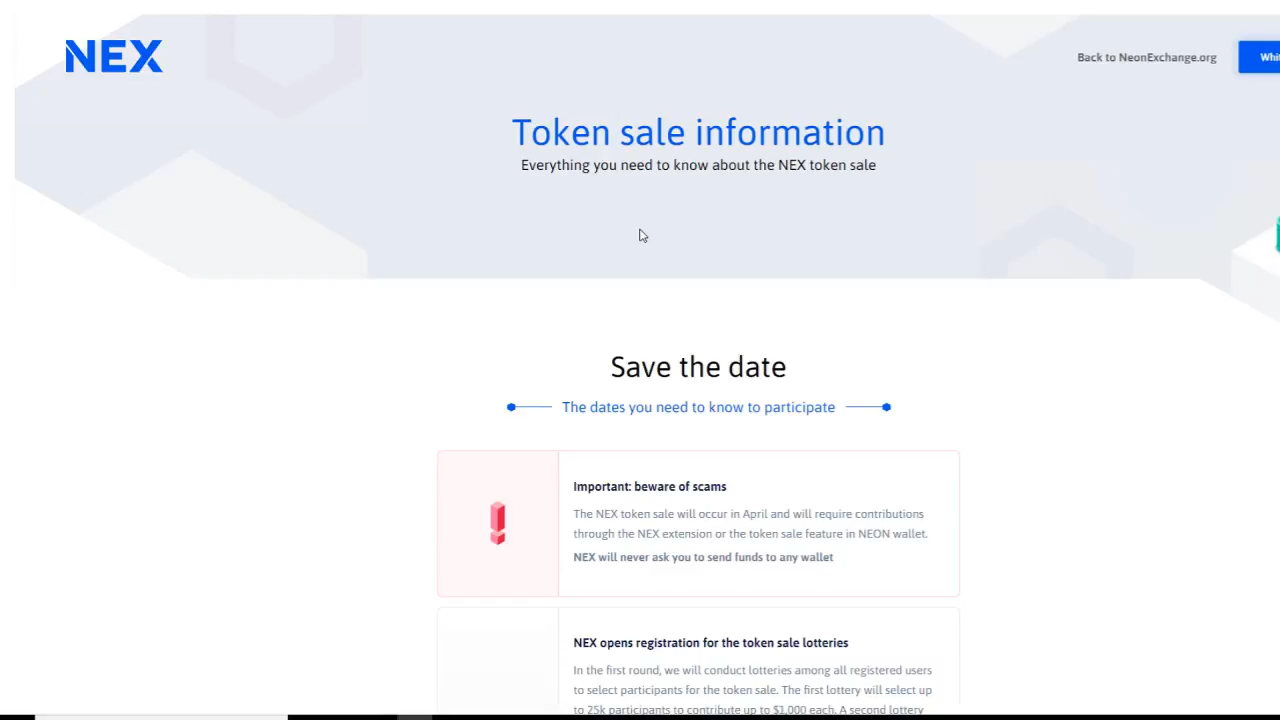 NEX
Back to NeonExchange.org
Token sale information
Everything you need to know about the NEX token sale
Save the date
The dates you need to know to participate
Important: beware of scams
The NEX token sale will occur in April and will require contributions
through the NEX extension or the token sale feature in NEON wallet.
NEX will never ask you to send funds to any wallet
NEX opens registration for the token sale lotteries
In the first round, we will conduct lotteries among all registered users
to select participants for the token sale. The first lottery will select up
to 25k participants to contribute up to $1,000 each. A second lottery